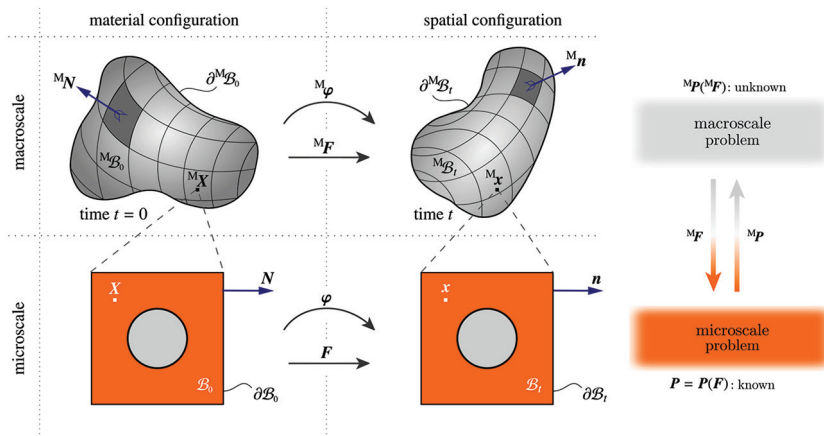 material configuration
spatial configuration
macroscale
ᴹN
∂ᴹℬ₀
ᴹℬ₀
ᴹX
time t = 0
ᴹφ
ᴹF
ᴹn
∂ᴹℬₜ
ᴹℬₜ
ᴹx
time t
ᴹP(ᴹF): unknown
macroscale
problem
ᴹF
ᴹP
microscale
X
N
ℬ₀
∂ℬ₀
φ
F
x
n
ℬₜ
∂ℬₜ
microscale
problem
P = P(F): known